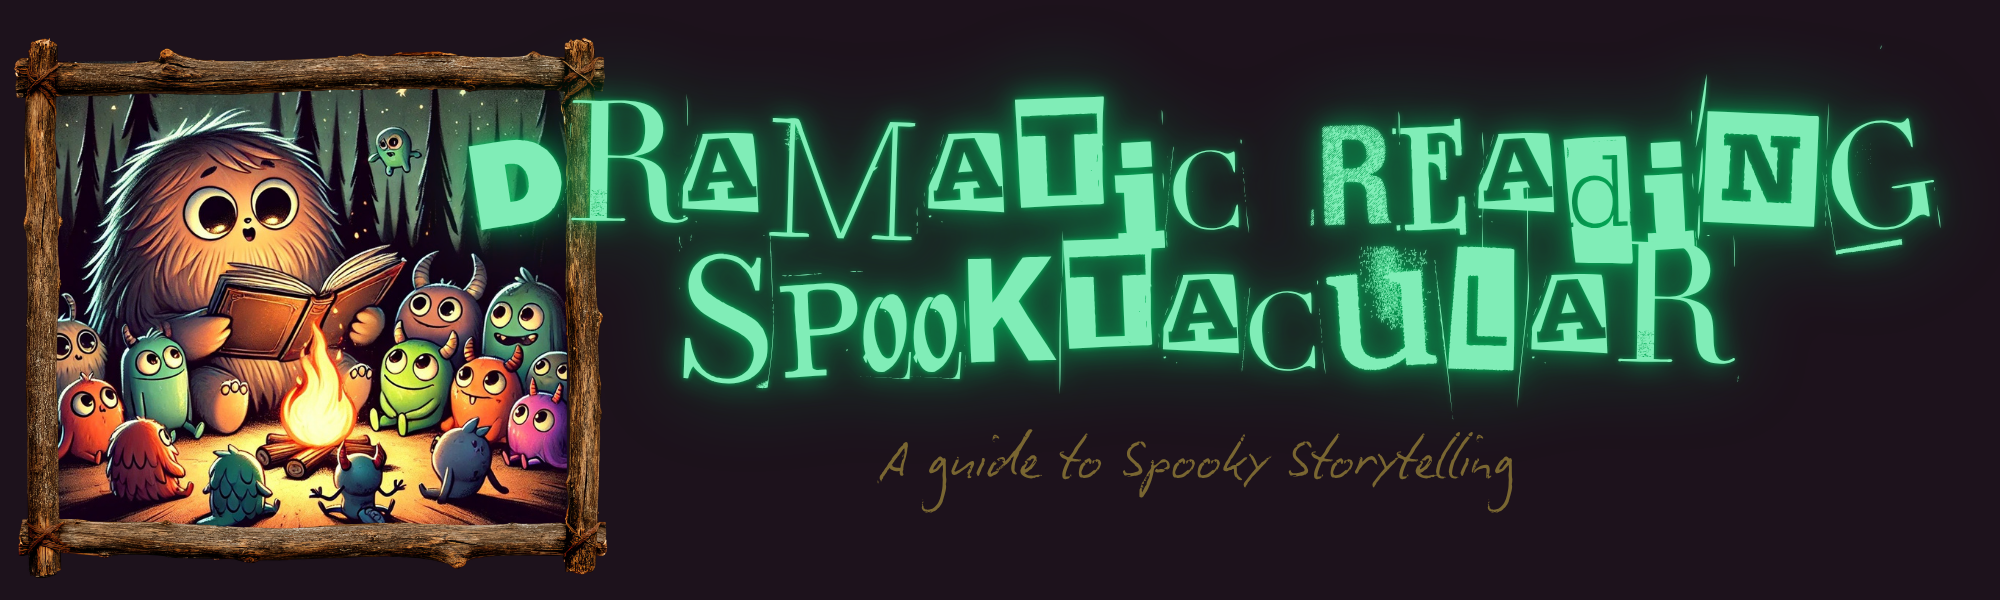 DRaMATiC REAdiNG
SPooKTACuLAR
A guide to Spooky Storytelling